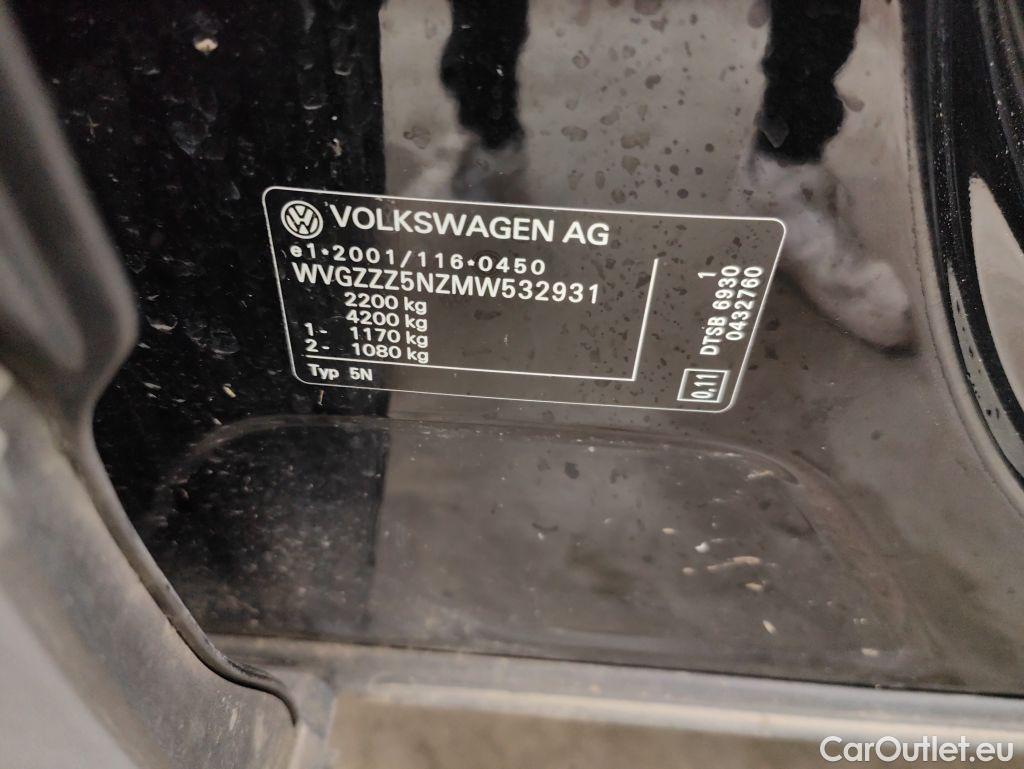 VOLKSWAGEN AG
e1*2001/116*0450
WVGZZZ5NZMW532931
2200 kg
4200 kg
1- 1170 kg
2- 1080 kg
Typ 5N
1
DTSB 6930
0432760
0,11
CarOutlet.eu